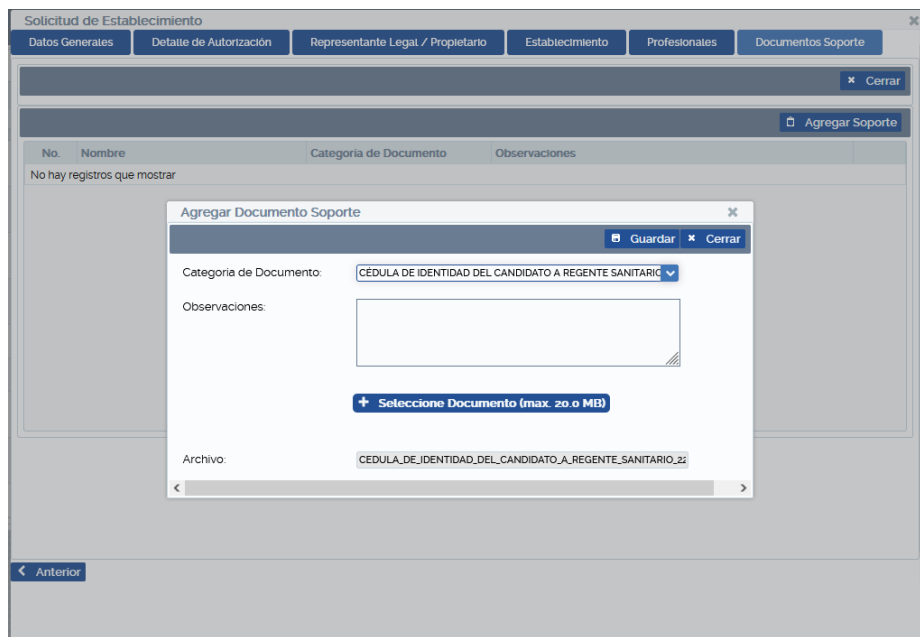 Solicitud de Establecimiento
Datos Generales Detalle de Autorización Representante Legal / Propietario Establecimiento Profesionales Documentos Soporte
Cerrar
Agregar Soporte
No. Nombre Categoria de Documento Observaciones
No hay registros que mostrar
Agregar Documento Soporte
Guardar Cerrar
Categoria de Documento: CÉDULA DE IDENTIDAD DEL CANDIDATO A REGENTE SANITARIO
Observaciones:
Seleccione Documento (max. 20.0 MB)
Archivo: CEDULA_DE_IDENTIDAD_DEL_CANDIDATO_A_REGENTE_SANITARIO_22
Anterior